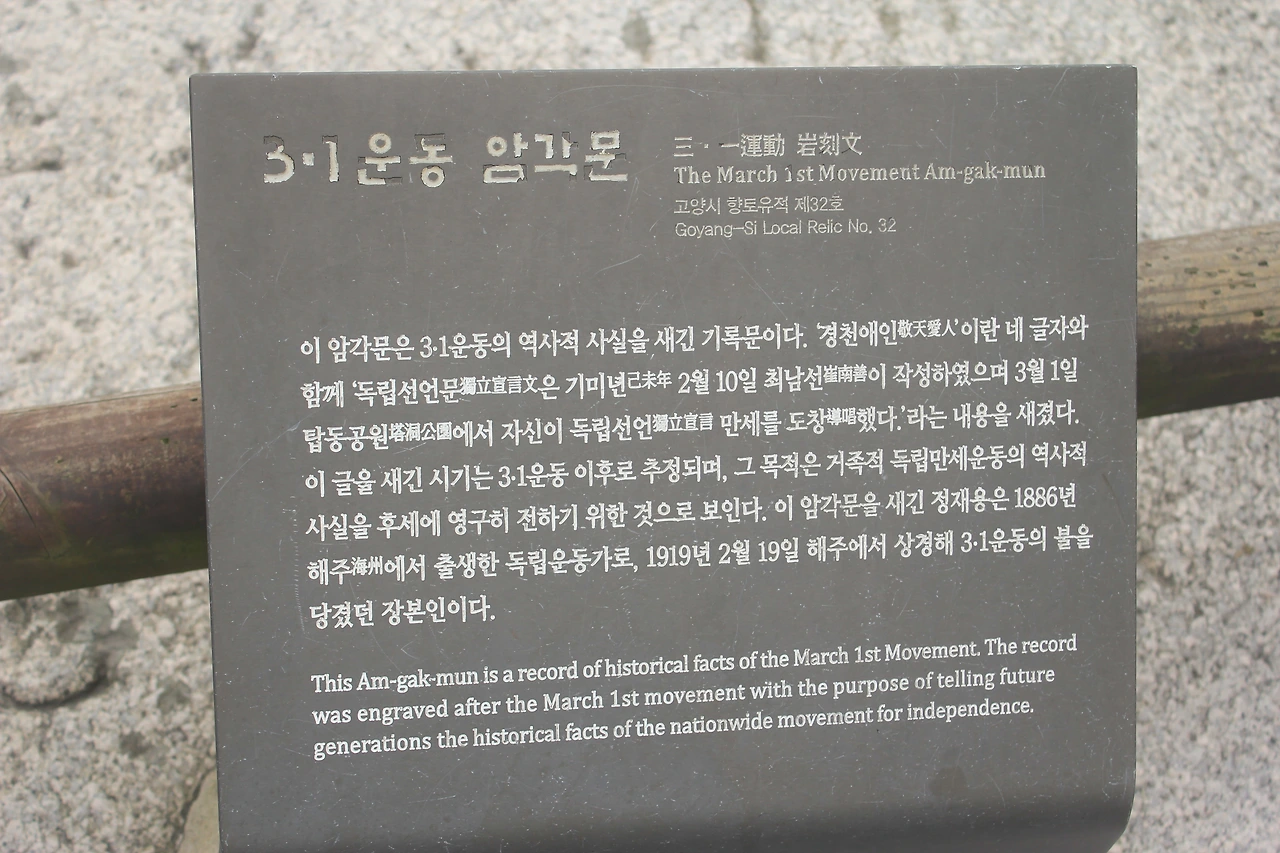 3·1운동 암각문
三·一運動 岩刻文
The March 1st Movement Am-gak-mun
고양시 향토유적 제32호
Goyang-Si Local Relic No. 32
이 암각문은 3·1운동의 역사적 사실을 새긴 기록문이다. ‘경천애인敬天愛人’이란 네 글자와
함께 ‘독립선언문獨立宣言文은 기미년己未年 2월 10일 최남선崔南善이 작성하였으며 3월 1일
탑동공원塔洞公園에서 자신이 독립선언獨立宣言 만세를 도창導唱했다.’라는 내용을 새겼다.
이 글을 새긴 시기는 3·1운동 이후로 추정되며, 그 목적은 거족적 독립만세운동의 역사적
사실을 후세에 영구히 전하기 위한 것으로 보인다. 이 암각문을 새긴 정재용은 1886년
해주海州에서 출생한 독립운동가로, 1919년 2월 19일 해주에서 상경해 3·1운동의 불을
당겼던 장본인이다.
This Am-gak-mun is a record of historical facts of the March 1st Movement. The record
was engraved after the March 1st movement with the purpose of telling future
generations the historical facts of the nationwide movement for independence.